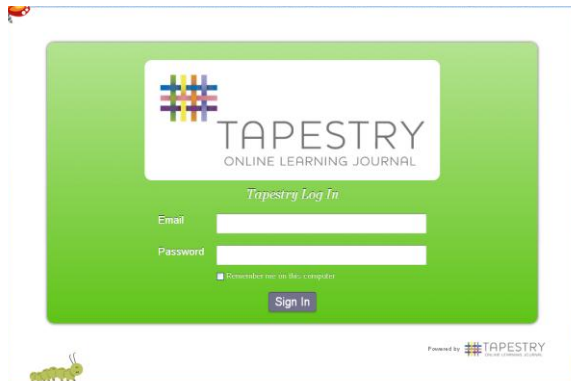 TAPESTRY
ONLINE LEARNING JOURNAL
Tapestry Log In
Email
Password
Remember me on this computer
Sign In
Powered by TAPESTRY
ONLINE LEARNING JOURNAL